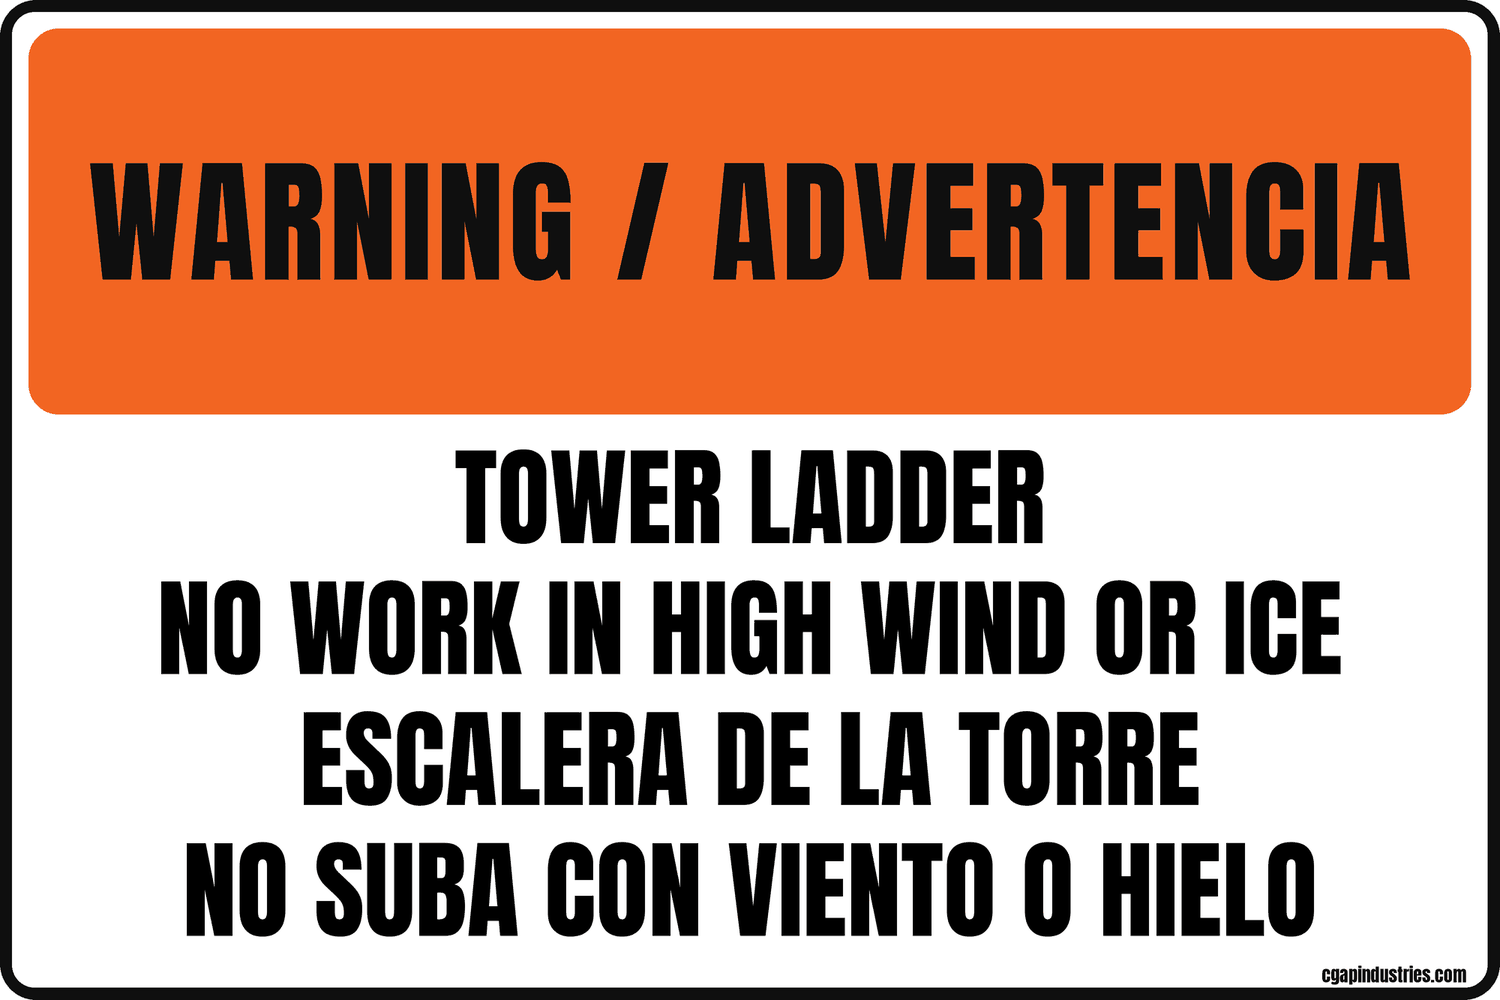 WARNING / ADVERTENCIA
TOWER LADDER
NO WORK IN HIGH WIND OR ICE
ESCALERA DE LA TORRE
NO SUBA CON VIENTO O HIELO
cgapindustries.com